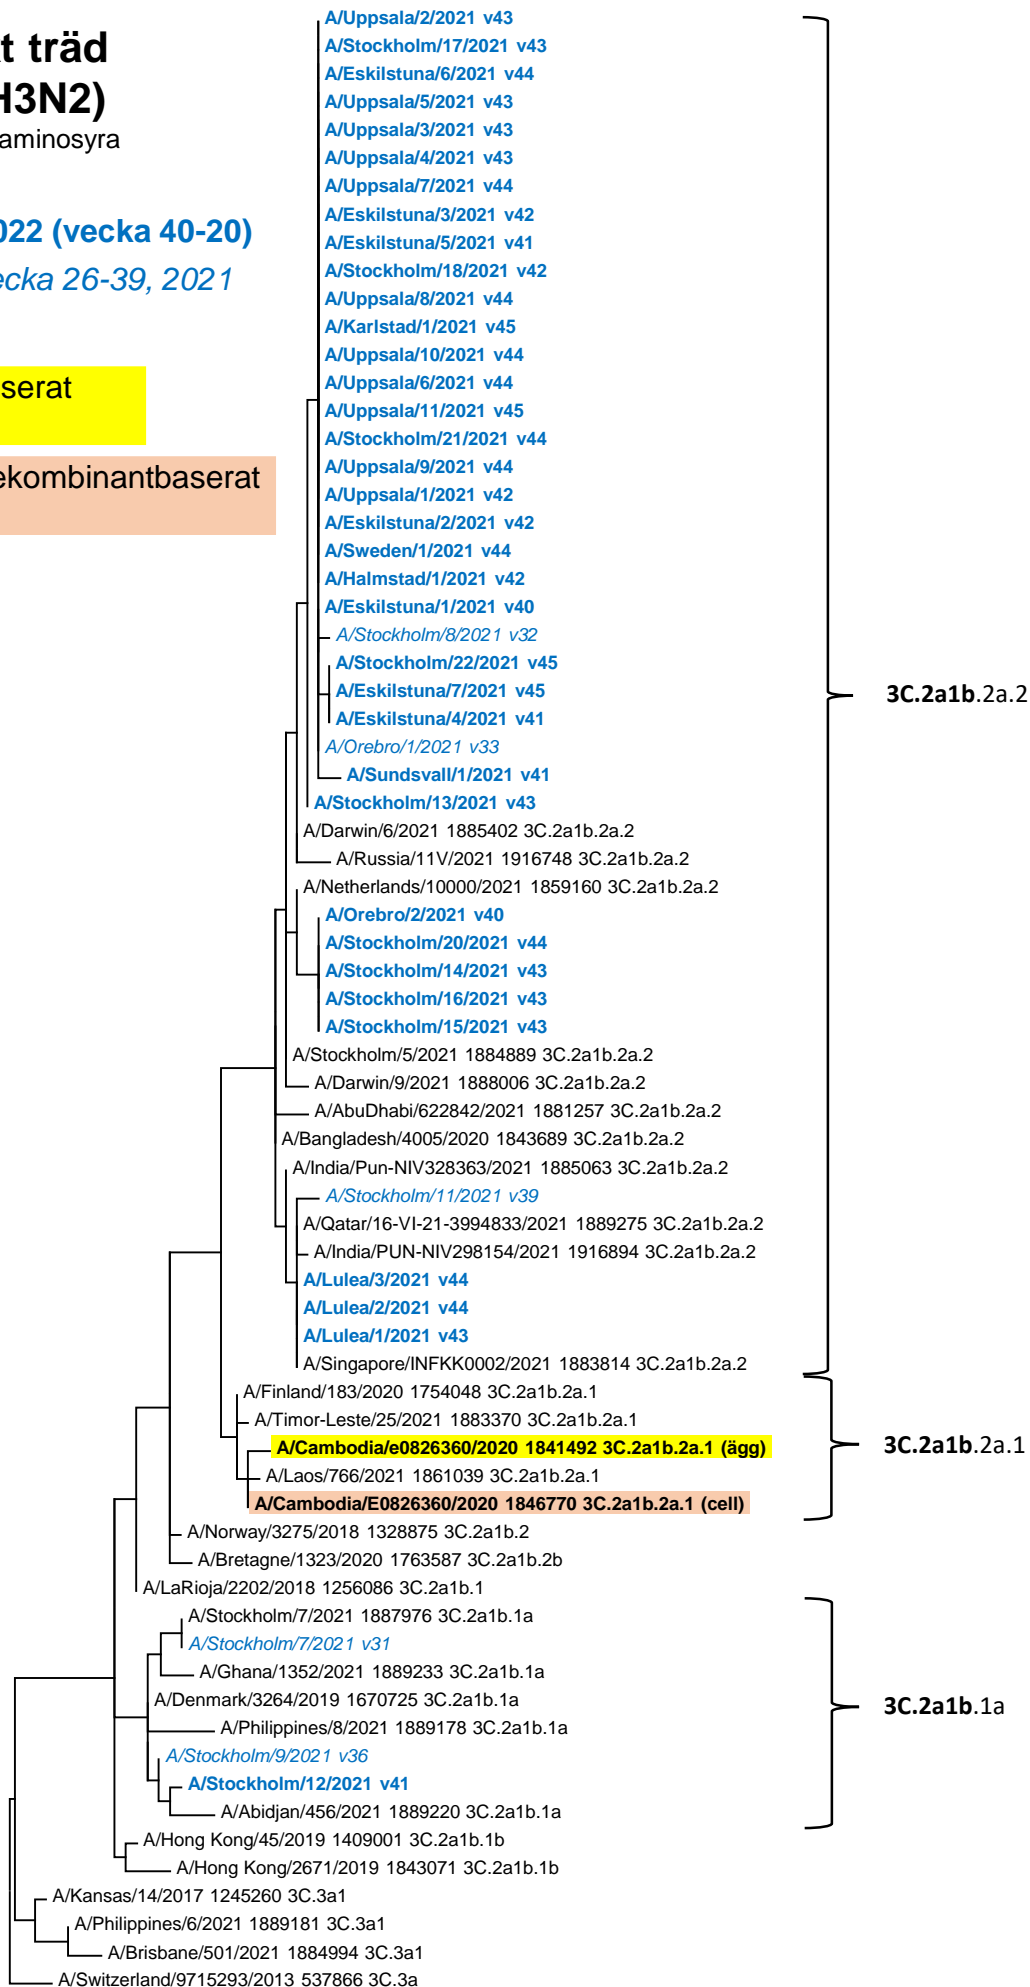 t träd
H3N2)
aminosyra
022 (vecka 40-20)
ecka 26-39, 2021
serat
ekombinantbaserat
A/Uppsala/2/2021 v43
A/Stockholm/17/2021 v43
A/Eskilstuna/6/2021 v44
A/Uppsala/5/2021 v43
A/Uppsala/3/2021 v43
A/Uppsala/4/2021 v43
A/Uppsala/7/2021 v44
A/Eskilstuna/3/2021 v42
A/Eskilstuna/5/2021 v41
A/Stockholm/18/2021 v42
A/Uppsala/8/2021 v44
A/Karlstad/1/2021 v45
A/Uppsala/10/2021 v44
A/Uppsala/6/2021 v44
A/Uppsala/11/2021 v45
A/Stockholm/21/2021 v44
A/Uppsala/9/2021 v44
A/Uppsala/1/2021 v42
A/Eskilstuna/2/2021 v42
A/Sweden/1/2021 v44
A/Halmstad/1/2021 v42
A/Eskilstuna/1/2021 v40
A/Stockholm/8/2021 v32
A/Stockholm/22/2021 v45
A/Eskilstuna/7/2021 v45
A/Eskilstuna/4/2021 v41
A/Orebro/1/2021 v33
A/Sundsvall/1/2021 v41
A/Stockholm/13/2021 v43
A/Darwin/6/2021 1885402 3C.2a1b.2a.2
A/Russia/11V/2021 1916748 3C.2a1b.2a.2
A/Netherlands/10000/2021 1859160 3C.2a1b.2a.2
A/Orebro/2/2021 v40
A/Stockholm/20/2021 v44
A/Stockholm/14/2021 v43
A/Stockholm/16/2021 v43
A/Stockholm/15/2021 v43
A/Stockholm/5/2021 1884889 3C.2a1b.2a.2
A/Darwin/9/2021 1888006 3C.2a1b.2a.2
A/AbuDhabi/622842/2021 1881257 3C.2a1b.2a.2
A/Bangladesh/4005/2020 1843689 3C.2a1b.2a.2
A/India/Pun-NIV328363/2021 1885063 3C.2a1b.2a.2
A/Stockholm/11/2021 v39
A/Qatar/16-VI-21-3994833/2021 1889275 3C.2a1b.2a.2
A/India/PUN-NIV298154/2021 1916894 3C.2a1b.2a.2
A/Lulea/3/2021 v44
A/Lulea/2/2021 v44
A/Lulea/1/2021 v43
A/Singapore/INFKK0002/2021 1883814 3C.2a1b.2a.2
3C.2a1b.2a.2
A/Finland/183/2020 1754048 3C.2a1b.2a.1
A/Timor-Leste/25/2021 1883370 3C.2a1b.2a.1
A/Cambodia/e0826360/2020 1841492 3C.2a1b.2a.1 (ägg)
A/Laos/766/2021 1861039 3C.2a1b.2a.1
A/Cambodia/E0826360/2020 1846770 3C.2a1b.2a.1 (cell)
3C.2a1b.2a.1
A/Norway/3275/2018 1328875 3C.2a1b.2
A/Bretagne/1323/2020 1763587 3C.2a1b.2b
A/LaRioja/2202/2018 1256086 3C.2a1b.1
A/Stockholm/7/2021 1887976 3C.2a1b.1a
A/Stockholm/7/2021 v31
A/Ghana/1352/2021 1889233 3C.2a1b.1a
A/Denmark/3264/2019 1670725 3C.2a1b.1a
A/Philippines/8/2021 1889178 3C.2a1b.1a
A/Stockholm/9/2021 v36
A/Stockholm/12/2021 v41
A/Abidjan/456/2021 1889220 3C.2a1b.1a
3C.2a1b.1a
A/Hong Kong/45/2019 1409001 3C.2a1b.1b
A/Hong Kong/2671/2019 1843071 3C.2a1b.1b
A/Kansas/14/2017 1245260 3C.3a1
A/Philippines/6/2021 1889181 3C.3a1
A/Brisbane/501/2021 1884994 3C.3a1
A/Switzerland/9715293/2013 537866 3C.3a